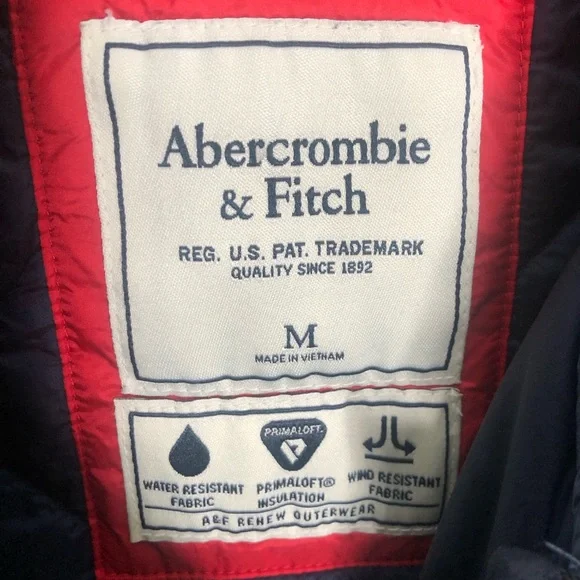 Abercrombie
& Fitch
REG. U.S. PAT. TRADEMARK
QUALITY SINCE 1892
M
MADE IN VIETNAM
PRIMALOFT
WATER RESISTANT
FABRIC
PRIMALOFT®
INSULATION
WIND RESISTANT
FABRIC
A&F RENEW OUTERWEAR